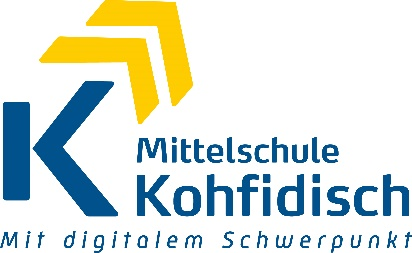 K
Mittelschule
Kohfidisch
Mit digitalem Schwerpunkt